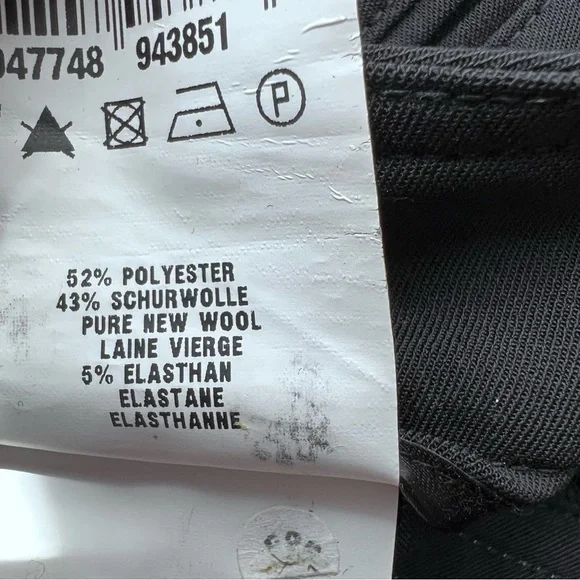 047748 943851
P
52% POLYESTER
43% SCHURWOLLE
PURE NEW WOOL
LAINE VIERGE
5% ELASTHAN
ELASTANE
ELASTHANNE